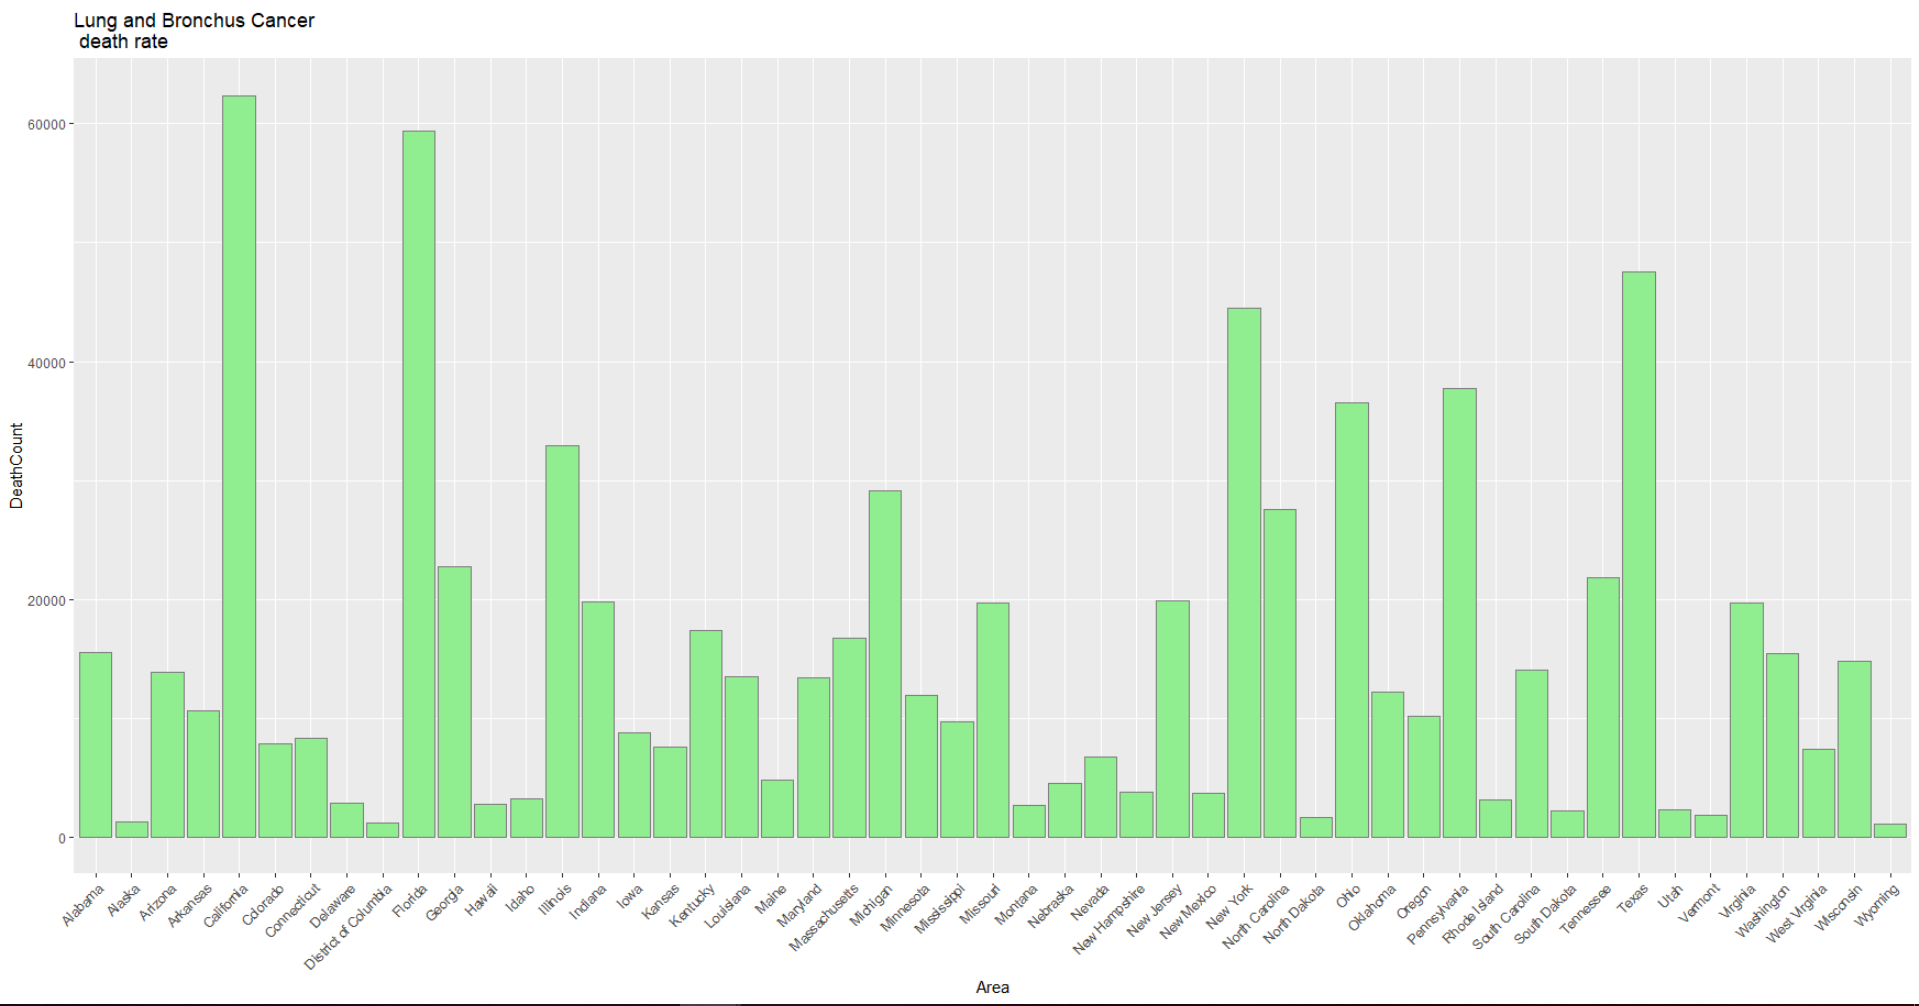 Lung and Bronchus Cancer
death rate
60000
40000
20000
0
DeathCount
Alabama
Alaska
Arizona
Arkansas
California
Colorado
Connecticut
Delaware
District of Columbia
Florida
Georgia
Hawaii
Idaho
Illinois
Indiana
Iowa
Kansas
Kentucky
Louisiana
Maine
Maryland
Massachusetts
Michigan
Minnesota
Mississippi
Missouri
Montana
Nebraska
Nevada
New Hampshire
New Jersey
New Mexico
New York
North Carolina
North Dakota
Ohio
Oklahoma
Oregon
Pennsylvania
Rhode Island
South Carolina
South Dakota
Tennessee
Texas
Utah
Vermont
Virginia
Washington
West Virginia
Wisconsin
Wyoming
Area